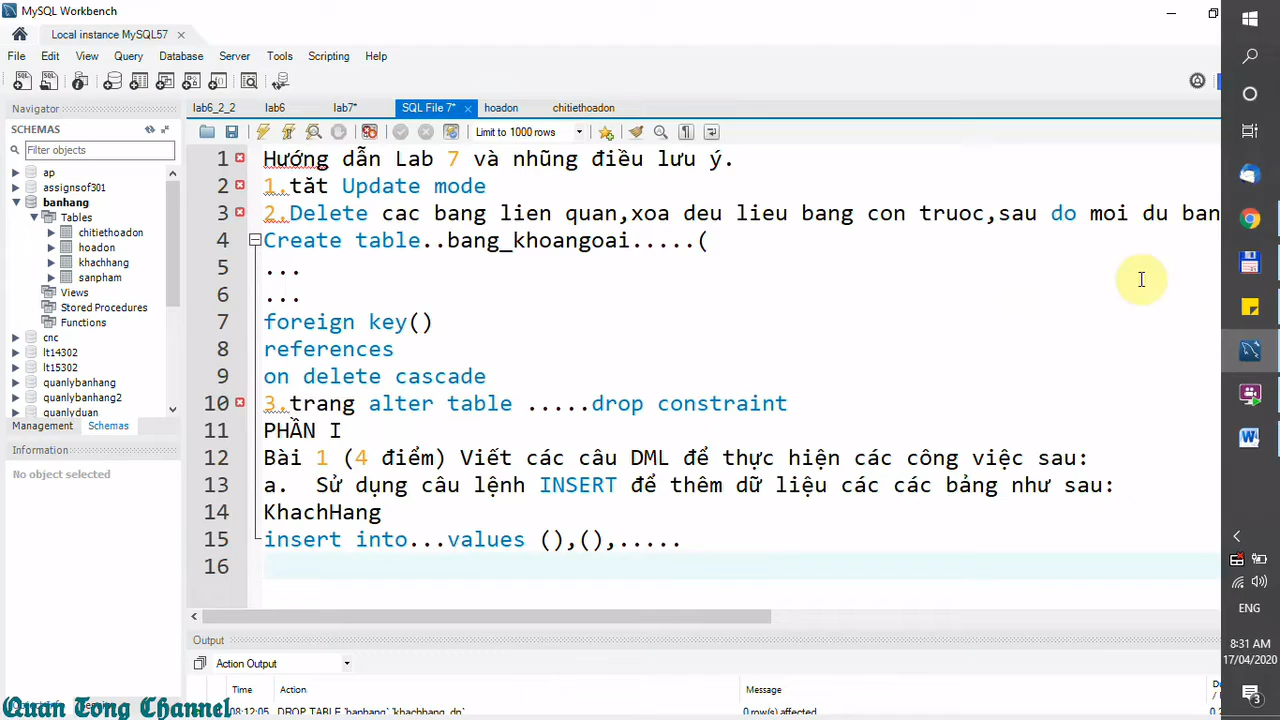 MySQL Workbench
Local instance MySQL57
File Edit View Query Database Server Tools Scripting Help
Navigator
SCHEMAS
Filter objects
ap
assignsof301
banhang
Tables
chitiethoadon
hoadon
khachhang
sanpham
Views
Stored Procedures
Functions
cnc
lt14302
lt15302
quanlybanhang
quanlybanhang2
quanlyduan
Management Schemas
Information
No object selected
lab6_2_2 lab6 lab7* SQL File 7* hoadon chitiethoadon
Limit to 1000 rows
1 Hướng dẫn Lab 7 và những điều lưu ý.
2 1.tăt Update mode
3 2.Delete cac bang lien quan,xoa deu lieu bang con truoc,sau do moi du ban
4 Create table..bang_khoangoai.....(
5 ...
6 ...
7 foreign key()
8 references
9 on delete cascade
10 3.trang alter table .....drop constraint
11 PHẦN I
12 Bài 1 (4 điểm) Viết các câu DML để thực hiện các công việc sau:
13 a. Sử dụng câu lệnh INSERT để thêm dữ liệu các các bảng như sau:
14 KhachHang
15 insert into...values (),(),.....
16
Output
Action Output
Time Action Message
08:12:05 DROP TABLE `banhang`.`khachhang_dn` 0 row(s) affected
Quan Tong Channel
ENG
8:31 AM
17/04/2020
3